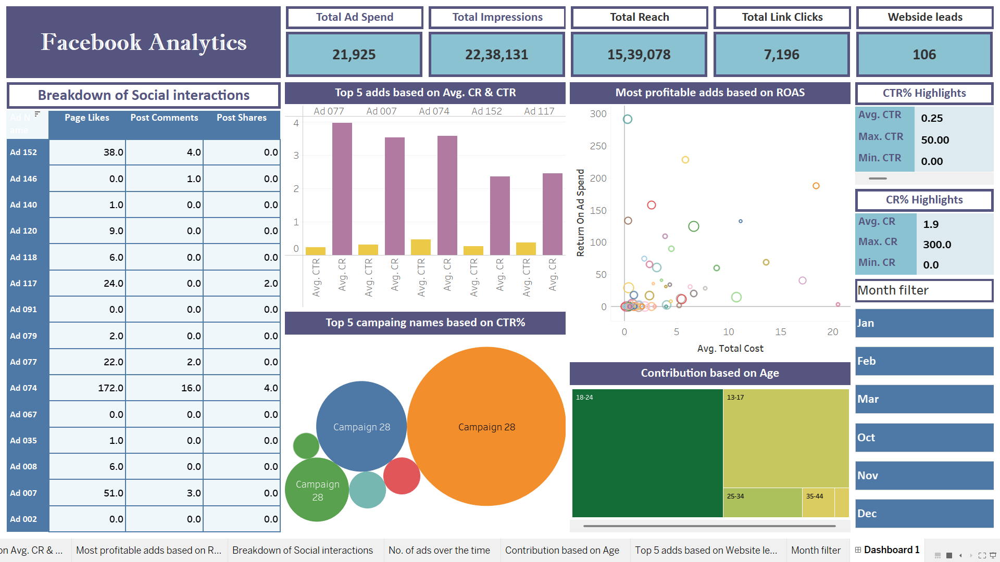 Facebook Analytics
Total Ad Spend
21,925
Total Impressions
22,38,131
Total Reach
15,39,078
Total Link Clicks
7,196
Webside leads
106
Breakdown of Social interactions
Ad N
ame
Page Likes Post Comments Post Shares
Ad 152 38.0 4.0 0.0
Ad 146 0.0 1.0 0.0
Ad 140 1.0 0.0 0.0
Ad 120 9.0 0.0 0.0
Ad 118 6.0 0.0 0.0
Ad 117 24.0 0.0 2.0
Ad 091 0.0 0.0 0.0
Ad 079 2.0 0.0 0.0
Ad 077 22.0 2.0 0.0
Ad 074 172.0 16.0 4.0
Ad 067 0.0 0.0 0.0
Ad 035 1.0 0.0 0.0
Ad 008 6.0 0.0 0.0
Ad 007 51.0 3.0 0.0
Ad 002 0.0 0.0 0.0
Top 5 adds based on Avg. CR & CTR
Ad 077 Ad 007 Ad 074 Ad 152 Ad 117
4
3
2
1
0
Avg. CTR Avg. CR Avg. CTR Avg. CR Avg. CTR Avg. CR Avg. CTR Avg. CR Avg. CTR Avg. CR
Top 5 campaing names based on CTR%
Campaign 28
Campaign 28
Campaign
28
Most profitable adds based on ROAS
Return On Ad Spend
300
250
200
150
100
50
0
0 5 10 15 20
Avg. Total Cost
Contribution based on Age
18-24
13-17
25-34
35-44
CTR% Highlights
Avg. CTR 0.25
Max. CTR 50.00
Min. CTR 0.00
CR% Highlights
Avg. CR 1.9
Max. CR 300.0
Min. CR 0.0
Month filter
Jan
Feb
Mar
Oct
Nov
Dec
on Avg. CR & ... Most profitable adds based on R... Breakdown of Social interactions No. of ads over the time Contribution based on Age Top 5 adds based on Website le... Month filter Dashboard 1